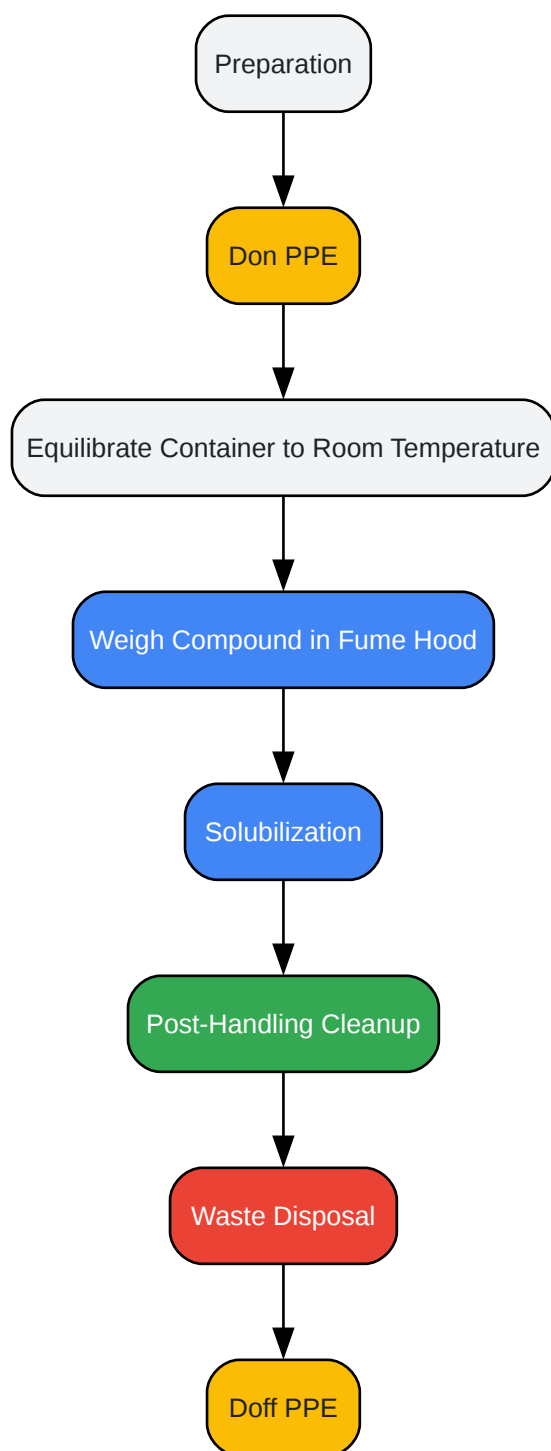 Preparation
Don PPE
Equilibrate Container to Room Temperature
Weigh Compound in Fume Hood
Solubilization
Post-Handling Cleanup
Waste Disposal
Doff PPE